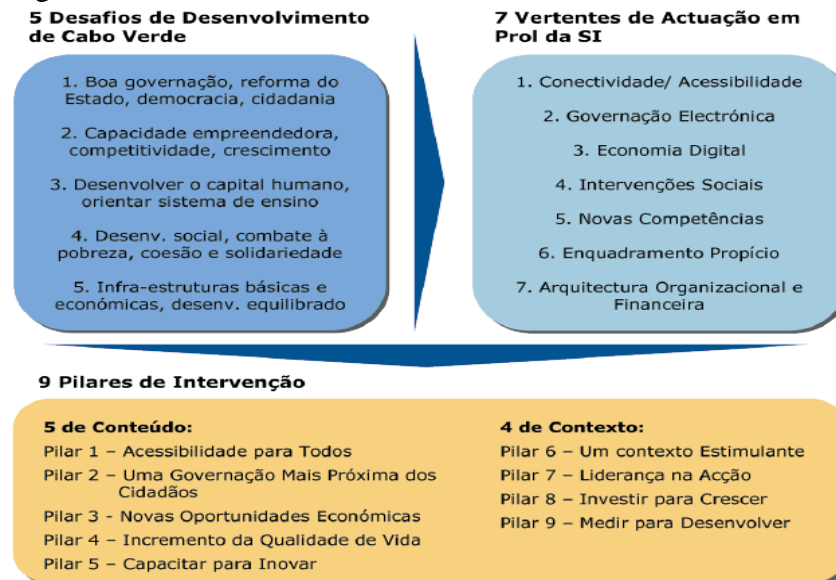 5 Desafios de Desenvolvimento
de Cabo Verde
1. Boa governação, reforma do
Estado, democracia, cidadania
2. Capacidade empreendedora,
competitividade, crescimento
3. Desenvolver o capital humano,
orientar sistema de ensino
4. Desenv. social, combate à
pobreza, coesão e solidariedade
5. Infra-estruturas básicas e
económicas, desenv. equilibrado
7 Vertentes de Actuação em
Prol da SI
1. Conectividade/ Acessibilidade
2. Governação Electrónica
3. Economia Digital
4. Intervenções Sociais
5. Novas Competências
6. Enquadramento Propício
7. Arquitectura Organizacional e
Financeira
9 Pilares de Intervenção
5 de Conteúdo:
Pilar 1 – Acessibilidade para Todos
Pilar 2 – Uma Governação Mais Próxima dos
Cidadãos
Pilar 3 - Novas Oportunidades Económicas
Pilar 4 – Incremento da Qualidade de Vida
Pilar 5 – Capacitar para Inovar
4 de Contexto:
Pilar 6 – Um contexto Estimulante
Pilar 7 – Liderança na Acção
Pilar 8 – Investir para Crescer
Pilar 9 – Medir para Desenvolver